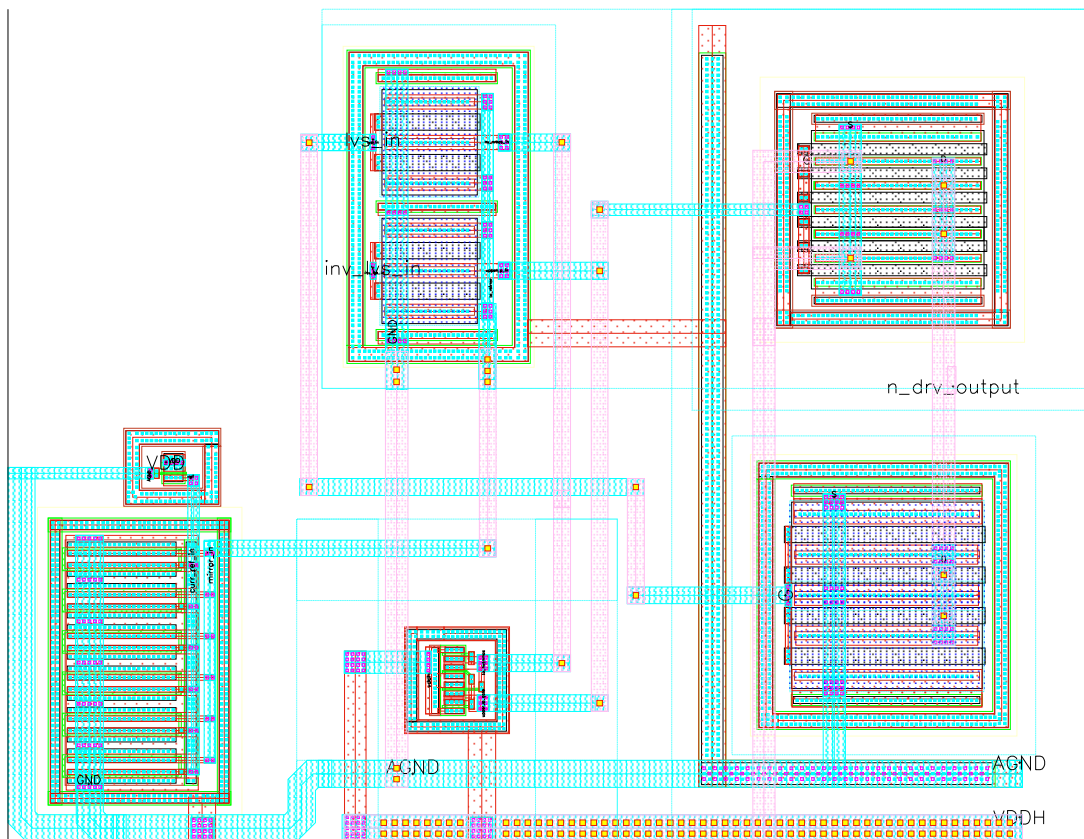 S
lvs_in
inv_lvs_in
GND
n_drv_output
VDD
S
curr_ref_in
mirror_in
G
GND
AGND
AGND
VDDH